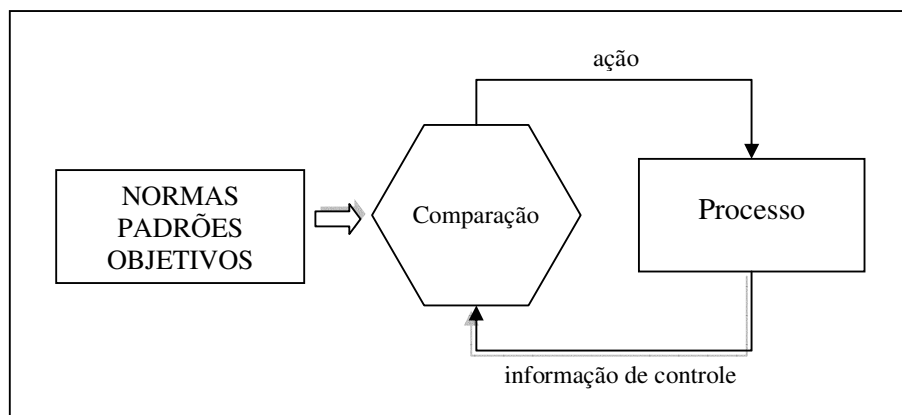 ação
NORMAS
PADRÕES
OBJETIVOS
Comparação
Processo
informação de controle